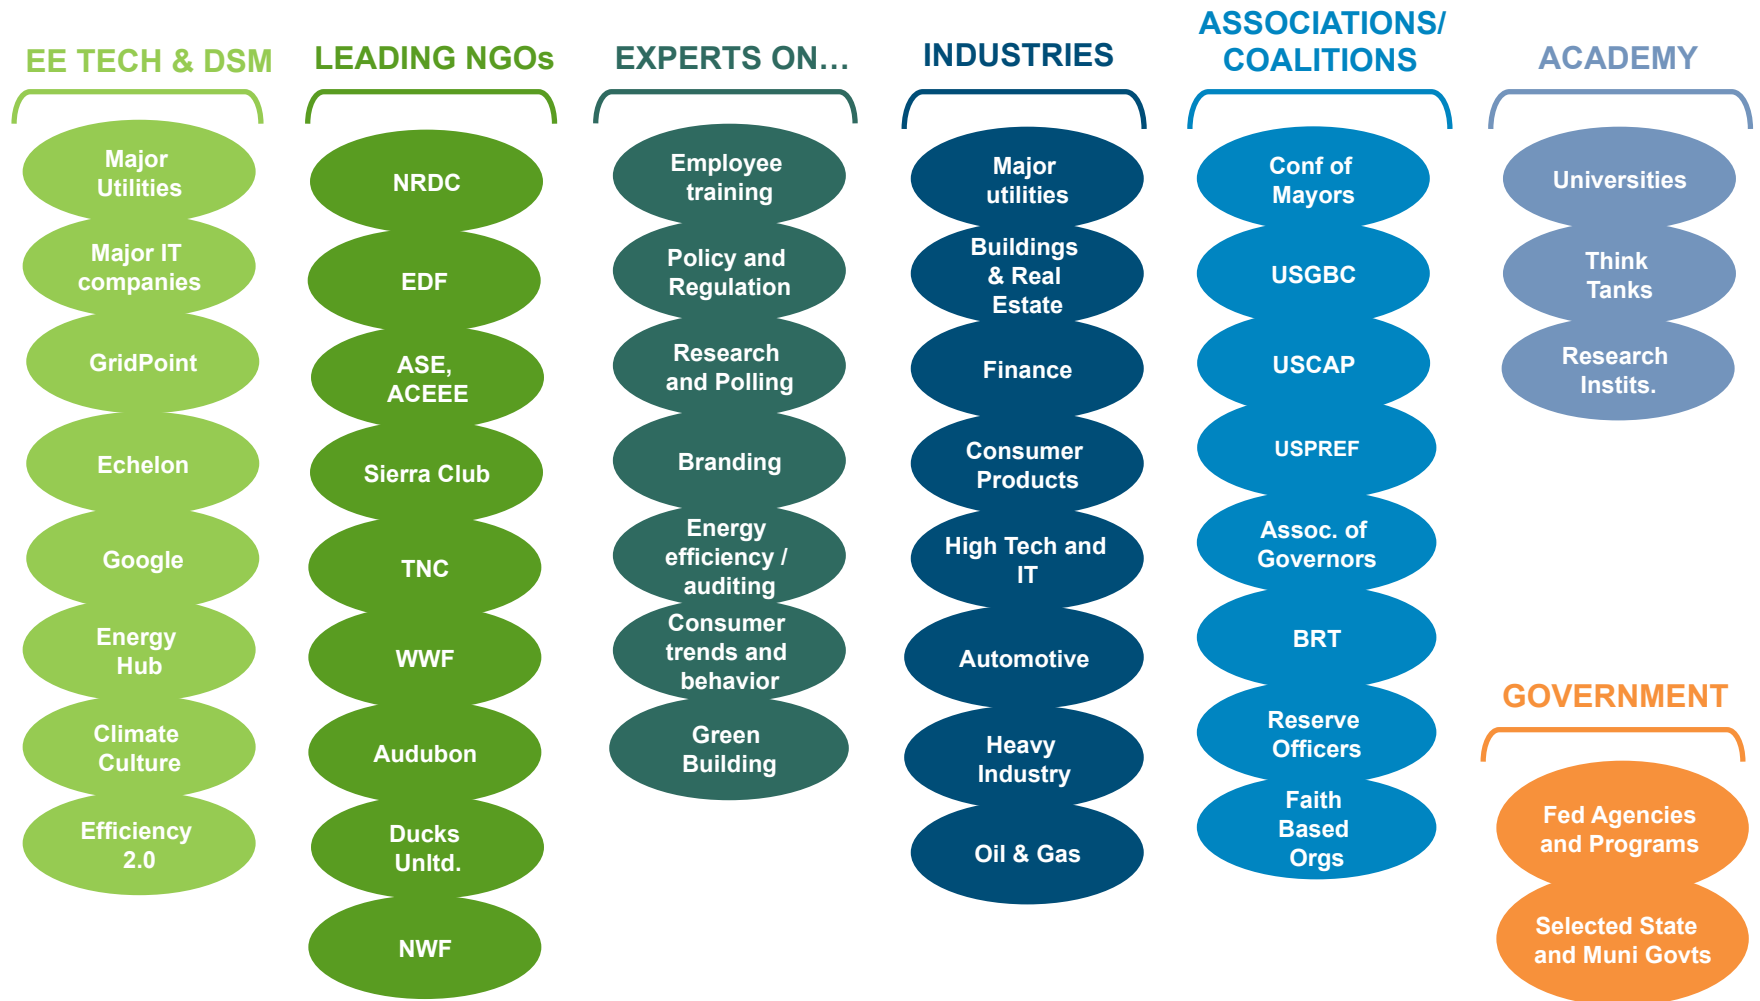 EE TECH & DSM
Major
Utilities
Major IT
companies
GridPoint
Echelon
Google
Energy
Hub
Climate
Culture
Efficiency
2.0
LEADING NGOs
NRDC
EDF
ASE,
ACEEE
Sierra Club
TNC
WWF
Audubon
Ducks
Unltd.
NWF
EXPERTS ON…
Employee
training
Policy and
Regulation
Research
and Polling
Branding
Energy
efficiency /
auditing
Consumer
trends and
behavior
Green
Building
INDUSTRIES
Major
utilities
Buildings
& Real
Estate
Finance
Consumer
Products
High Tech and
IT
Automotive
Heavy
Industry
Oil & Gas
ASSOCIATIONS/
COALITIONS
Conf of
Mayors
USGBC
USCAP
USPREF
Assoc. of
Governors
BRT
Reserve
Officers
Faith
Based
Orgs
ACADEMY
Universities
Think
Tanks
Research
Instits.
GOVERNMENT
Fed Agencies
and Programs
Selected State
and Muni Govts